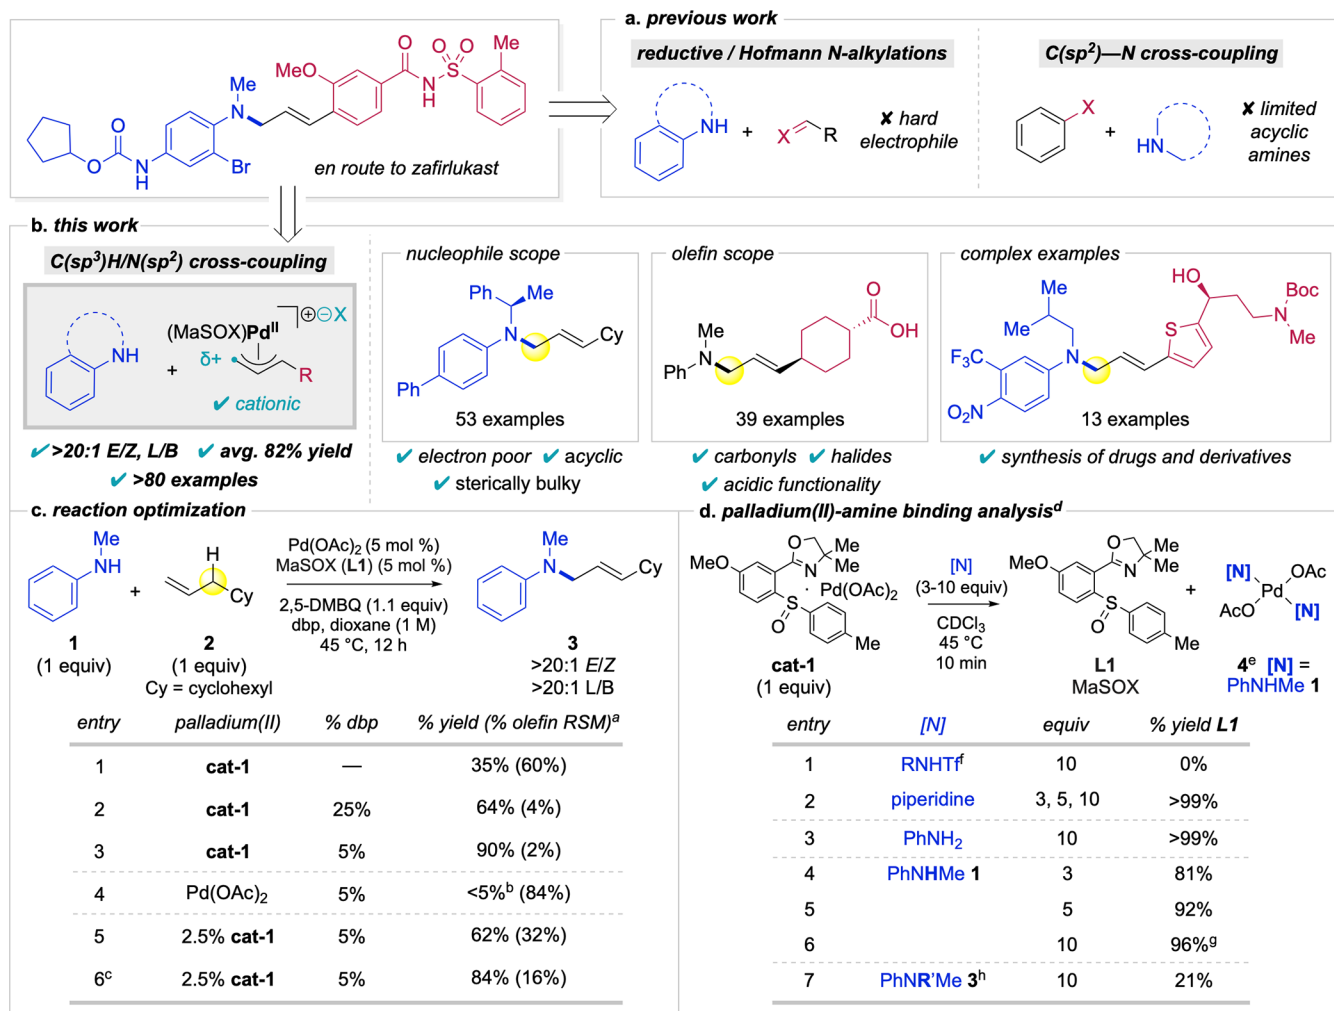 a. previous work
reductive / Hofmann N-alkylations
NH
+
X
R
✘ hard
electrophile
C(sp²)—N cross-coupling
X
+
HN
✘ limited
acyclic
amines
O
O
N
H
Me
N
Br
MeO
O
N
H
O O
S
Me
en route to zafirlukast
b. this work
C(sp³)H/N(sp²) cross-coupling
NH
+
(MaSOX)Pdᴵᴵ
⊕⊖X
δ+
R
✔ cationic
✔ >20:1 E/Z, L/B ✔ avg. 82% yield
✔ >80 examples
nucleophile scope
Ph
Me
N
Cy
Ph
53 examples
✔ electron poor ✔ acyclic
✔ sterically bulky
olefin scope
Me
N
Ph
O
OH
39 examples
✔ carbonyls ✔ halides
✔ acidic functionality
complex examples
Me
Me
F₃C
O₂N
N
S
HO
Boc
N
Me
13 examples
✔ synthesis of drugs and derivatives
c. reaction optimization
Me
NH
1
(1 equiv)
+
H
Cy
2
(1 equiv)
Cy = cyclohexyl
Pd(OAc)₂ (5 mol %)
MaSOX (L1) (5 mol %)
2,5-DMBQ (1.1 equiv)
dbp, dioxane (1 M)
45 °C, 12 h
Me
N
Cy
3
>20:1 E/Z
>20:1 L/B
entry palladium(II) % dbp % yield (% olefin RSM)ᵃ
1 cat-1 — 35% (60%)
2 cat-1 25% 64% (4%)
3 cat-1 5% 90% (2%)
4 Pd(OAc)₂ 5% <5%ᵇ (84%)
5 2.5% cat-1 5% 62% (32%)
6ᶜ 2.5% cat-1 5% 84% (16%)
d. palladium(II)-amine binding analysisᵈ
MeO
O
Me
Me
N
· Pd(OAc)₂
S
O
Me
cat-1
(1 equiv)
[N]
(3-10 equiv)
CDCl₃
45 °C
10 min
MeO
O
Me
Me
N
S
O
Me
L1
MaSOX
+
[N]
OAc
Pd
AcO
[N]
4ᵉ [N] =
PhNHMe 1
entry [N] equiv % yield L1
1 RNHTfᶠ 10 0%
2 piperidine 3, 5, 10 >99%
3 PhNH₂ 10 >99%
4 PhNHMe 1 3 81%
5 5 92%
6 10 96%ᵍ
7 PhNR'Me 3ʰ 10 21%